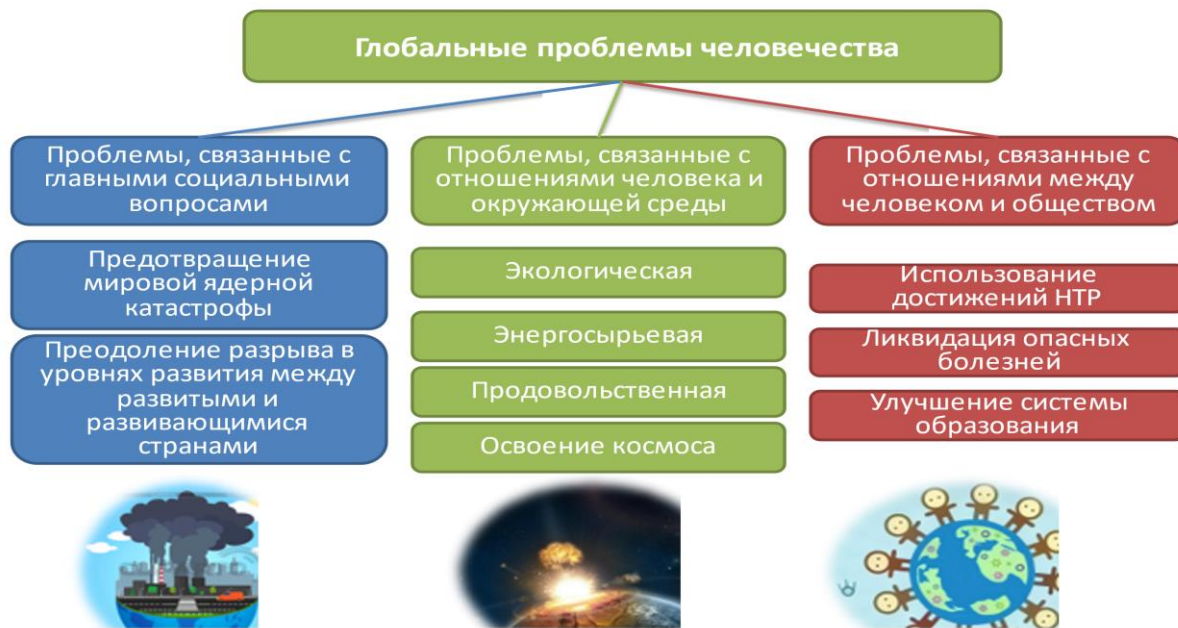 Глобальные проблемы человечества
Проблемы, связанные с
главными социальными
вопросами
Предотвращение
мировой ядерной
катастрофы
Преодоление разрыва в
уровнях развития между
развитыми и
развивающимися
странами
Проблемы, связанные с
отношениями человека и
окружающей среды
Экологическая
Энергосырьевая
Продовольственная
Освоение космоса
Проблемы, связанные с
отношениями между
человеком и обществом
Использование
достижений НТР
Ликвидация опасных
болезней
Улучшение системы
образования